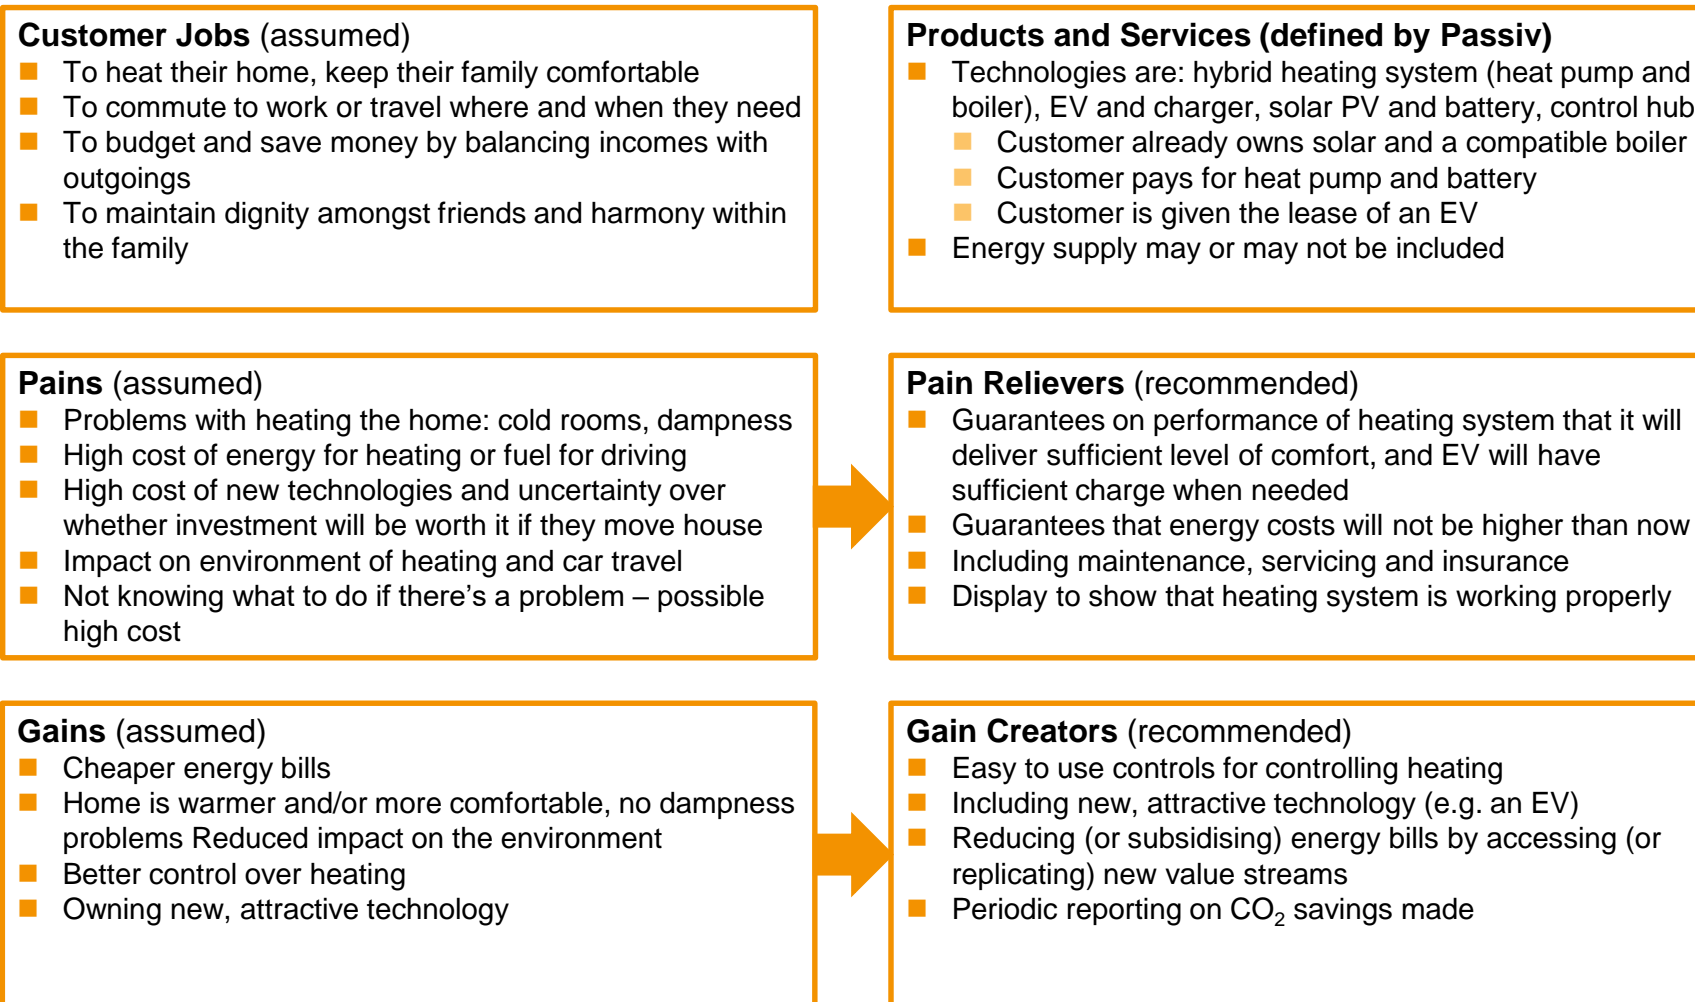 Customer Jobs (assumed)
To heat their home, keep their family comfortable
To commute to work or travel where and when they need
To budget and save money by balancing incomes with
outgoings
To maintain dignity amongst friends and harmony within
the family
Products and Services (defined by Passiv)
Technologies are: hybrid heating system (heat pump and
boiler), EV and charger, solar PV and battery, control hub
Customer already owns solar and a compatible boiler
Customer pays for heat pump and battery
Customer is given the lease of an EV
Energy supply may or may not be included
Pains (assumed)
Problems with heating the home: cold rooms, dampness
High cost of energy for heating or fuel for driving
High cost of new technologies and uncertainty over
whether investment will be worth it if they move house
Impact on environment of heating and car travel
Not knowing what to do if there’s a problem – possible
high cost
Pain Relievers (recommended)
Guarantees on performance of heating system that it will
deliver sufficient level of comfort, and EV will have
sufficient charge when needed
Guarantees that energy costs will not be higher than now
Including maintenance, servicing and insurance
Display to show that heating system is working properly
Gains (assumed)
Cheaper energy bills
Home is warmer and/or more comfortable, no dampness
problems Reduced impact on the environment
Better control over heating
Owning new, attractive technology
Gain Creators (recommended)
Easy to use controls for controlling heating
Including new, attractive technology (e.g. an EV)
Reducing (or subsidising) energy bills by accessing (or
replicating) new value streams
Periodic reporting on CO₂ savings made